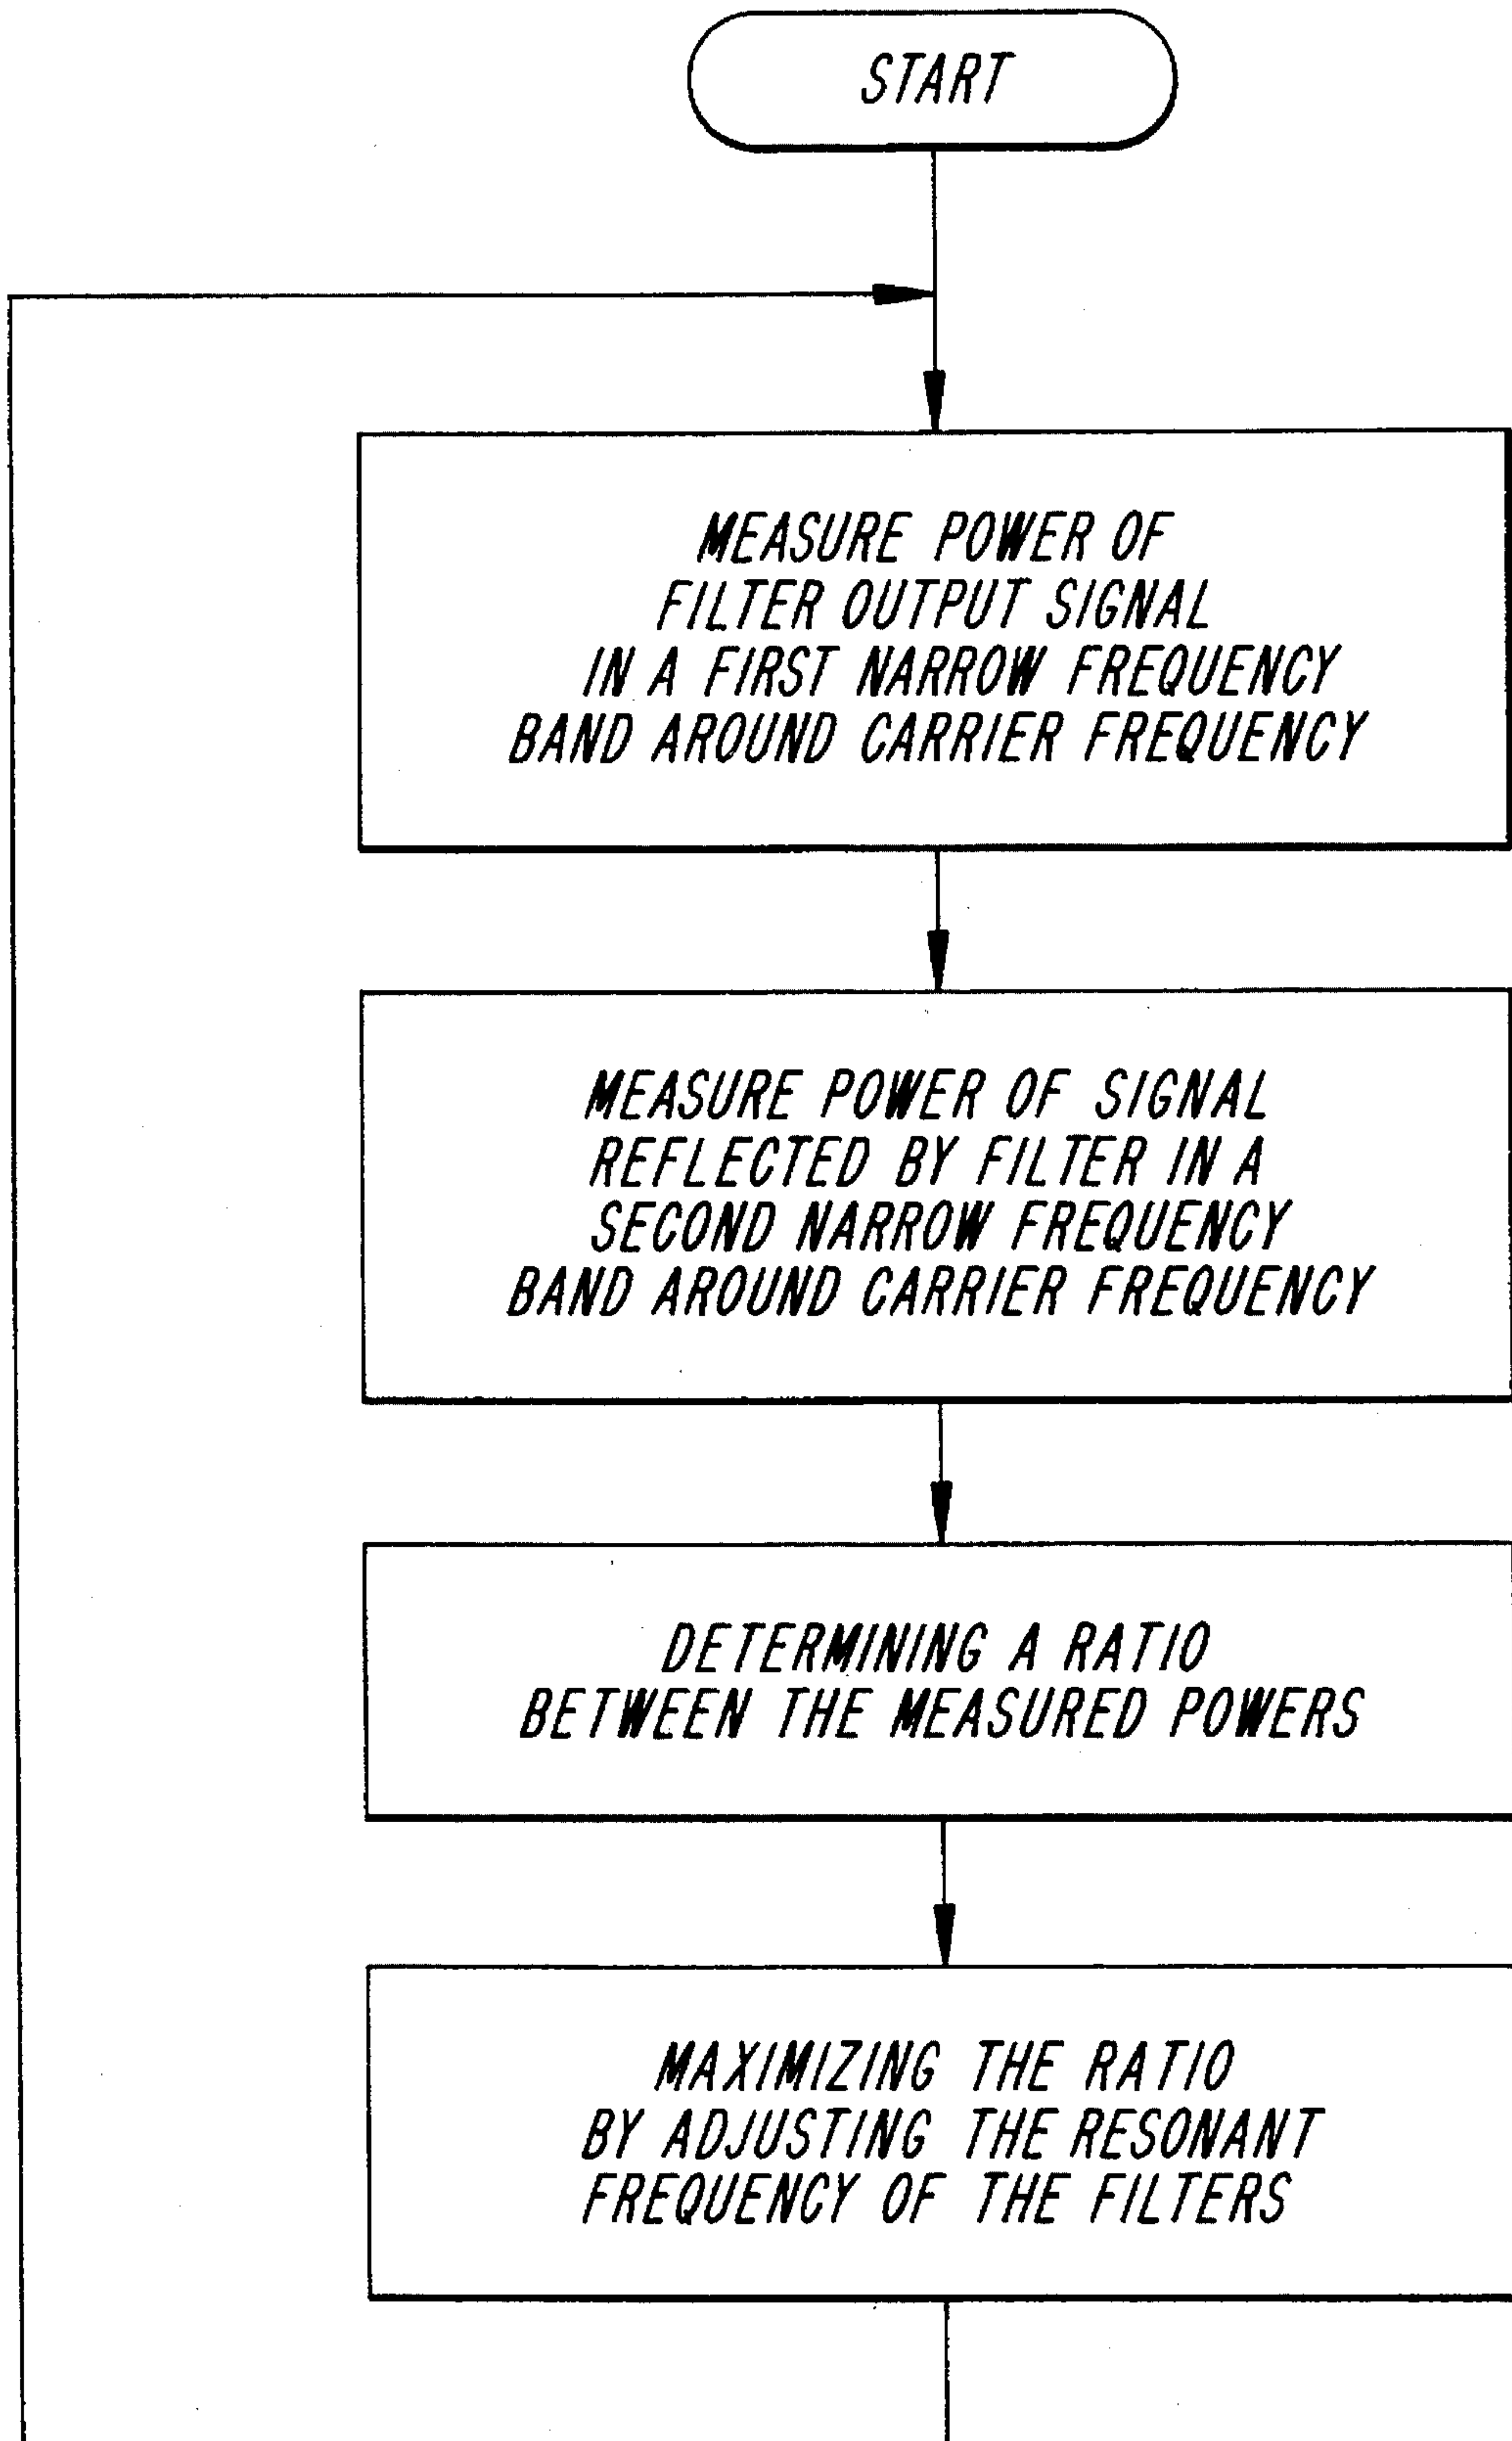 START
MEASURE POWER OF
FILTER OUTPUT SIGNAL
IN A FIRST NARROW FREQUENCY
BAND AROUND CARRIER FREQUENCY
MEASURE POWER OF SIGNAL
REFLECTED BY FILTER IN A
SECOND NARROW FREQUENCY
BAND AROUND CARRIER FREQUENCY
DETERMINING A RATIO
BETWEEN THE MEASURED POWERS
MAXIMIZING THE RATIO
BY ADJUSTING THE RESONANT
FREQUENCY OF THE FILTERS